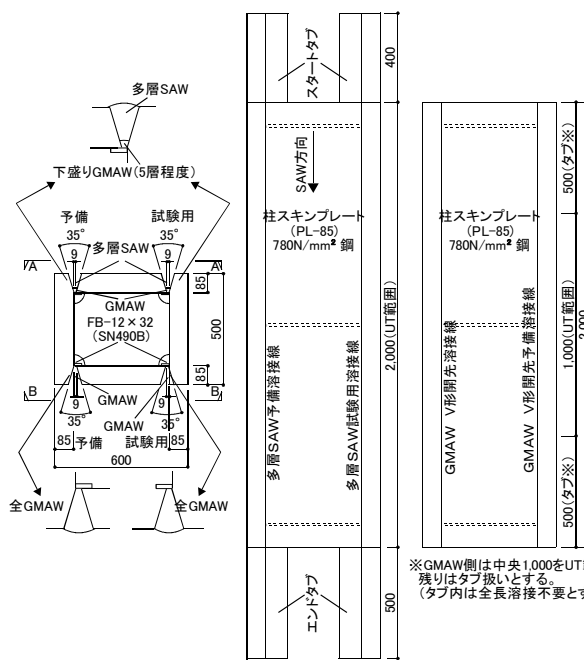 多層SAW
下盛りGMAW(5層程度)
予備
試験用
35°
35°
9
多層SAW
9
A
A
85
GMAW
FB-12×32
(SN490B)
500
GMAW
85
B
B
9
GMAW
9
35°
GMAW
35°
85
予備
試験用
85
600
全GMAW
全GMAW
スタートタブ
400
SAW方向
柱スキンプレート
(PL-85)
780N/mm² 鋼
2,000(UT範囲)
多層SAW予備溶接線
多層SAW試験用溶接線
エンドタブ
500
500(タブ※)
柱スキンプレート
(PL-85)
780N/mm² 鋼
1,000(UT範囲)
2,000
GMAW V形開先溶接線
GMAW V形開先予備溶接線
500(タブ※)
※GMAW側は中央1,000をUT
残りはタブ扱いとする。
(タブ内は全長溶接不要とす